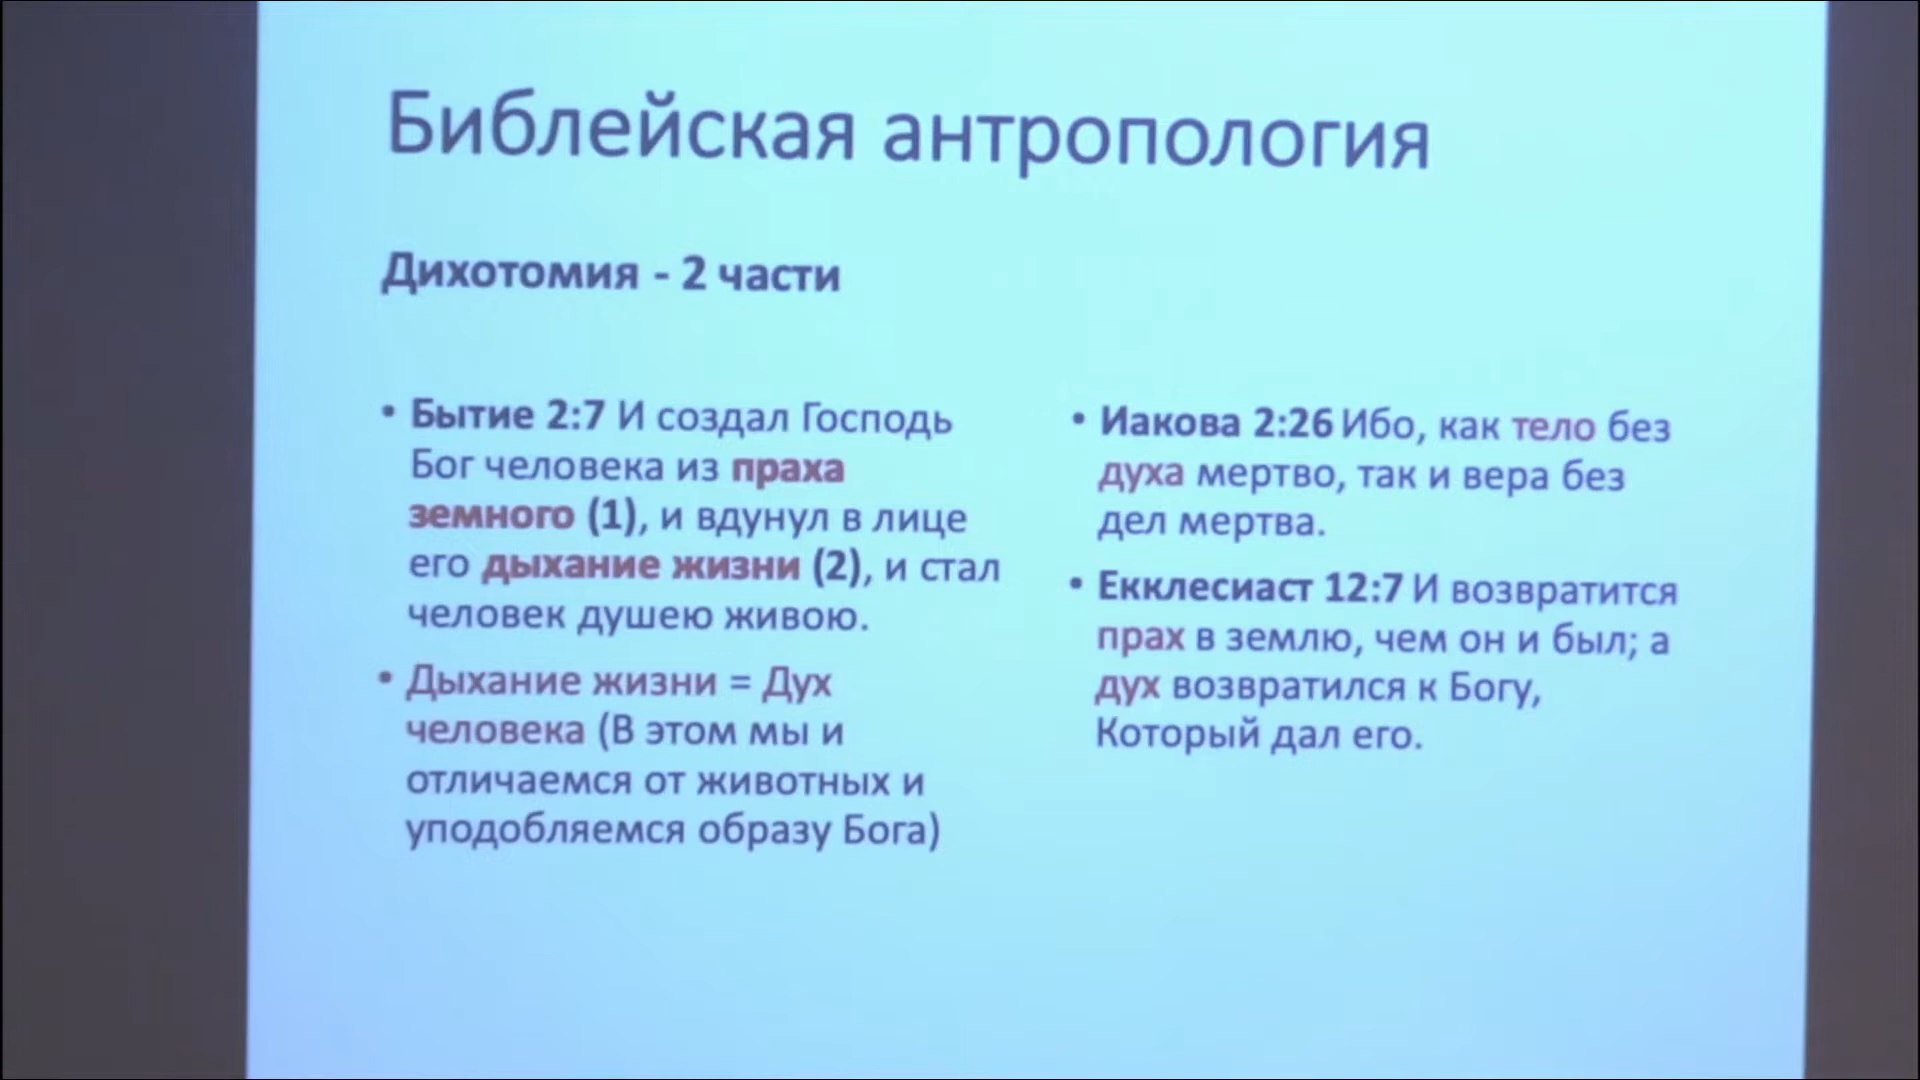 Библейская антропология
Дихотомия - 2 части
• Бытие 2:7 И создал Господь
Бог человека из праха
земного (1), и вдунул в лице
его дыхание жизни (2), и стал
человек душею живою.
• Дыхание жизни = Дух
человека (В этом мы и
отличаемся от животных и
уподобляемся образу Бога)
• Иакова 2:26 Ибо, как тело без
духа мертво, так и вера без
дел мертва.
• Екклесиаст 12:7 И возвратится
прах в землю, чем он и был; а
дух возвратился к Богу,
Который дал его.